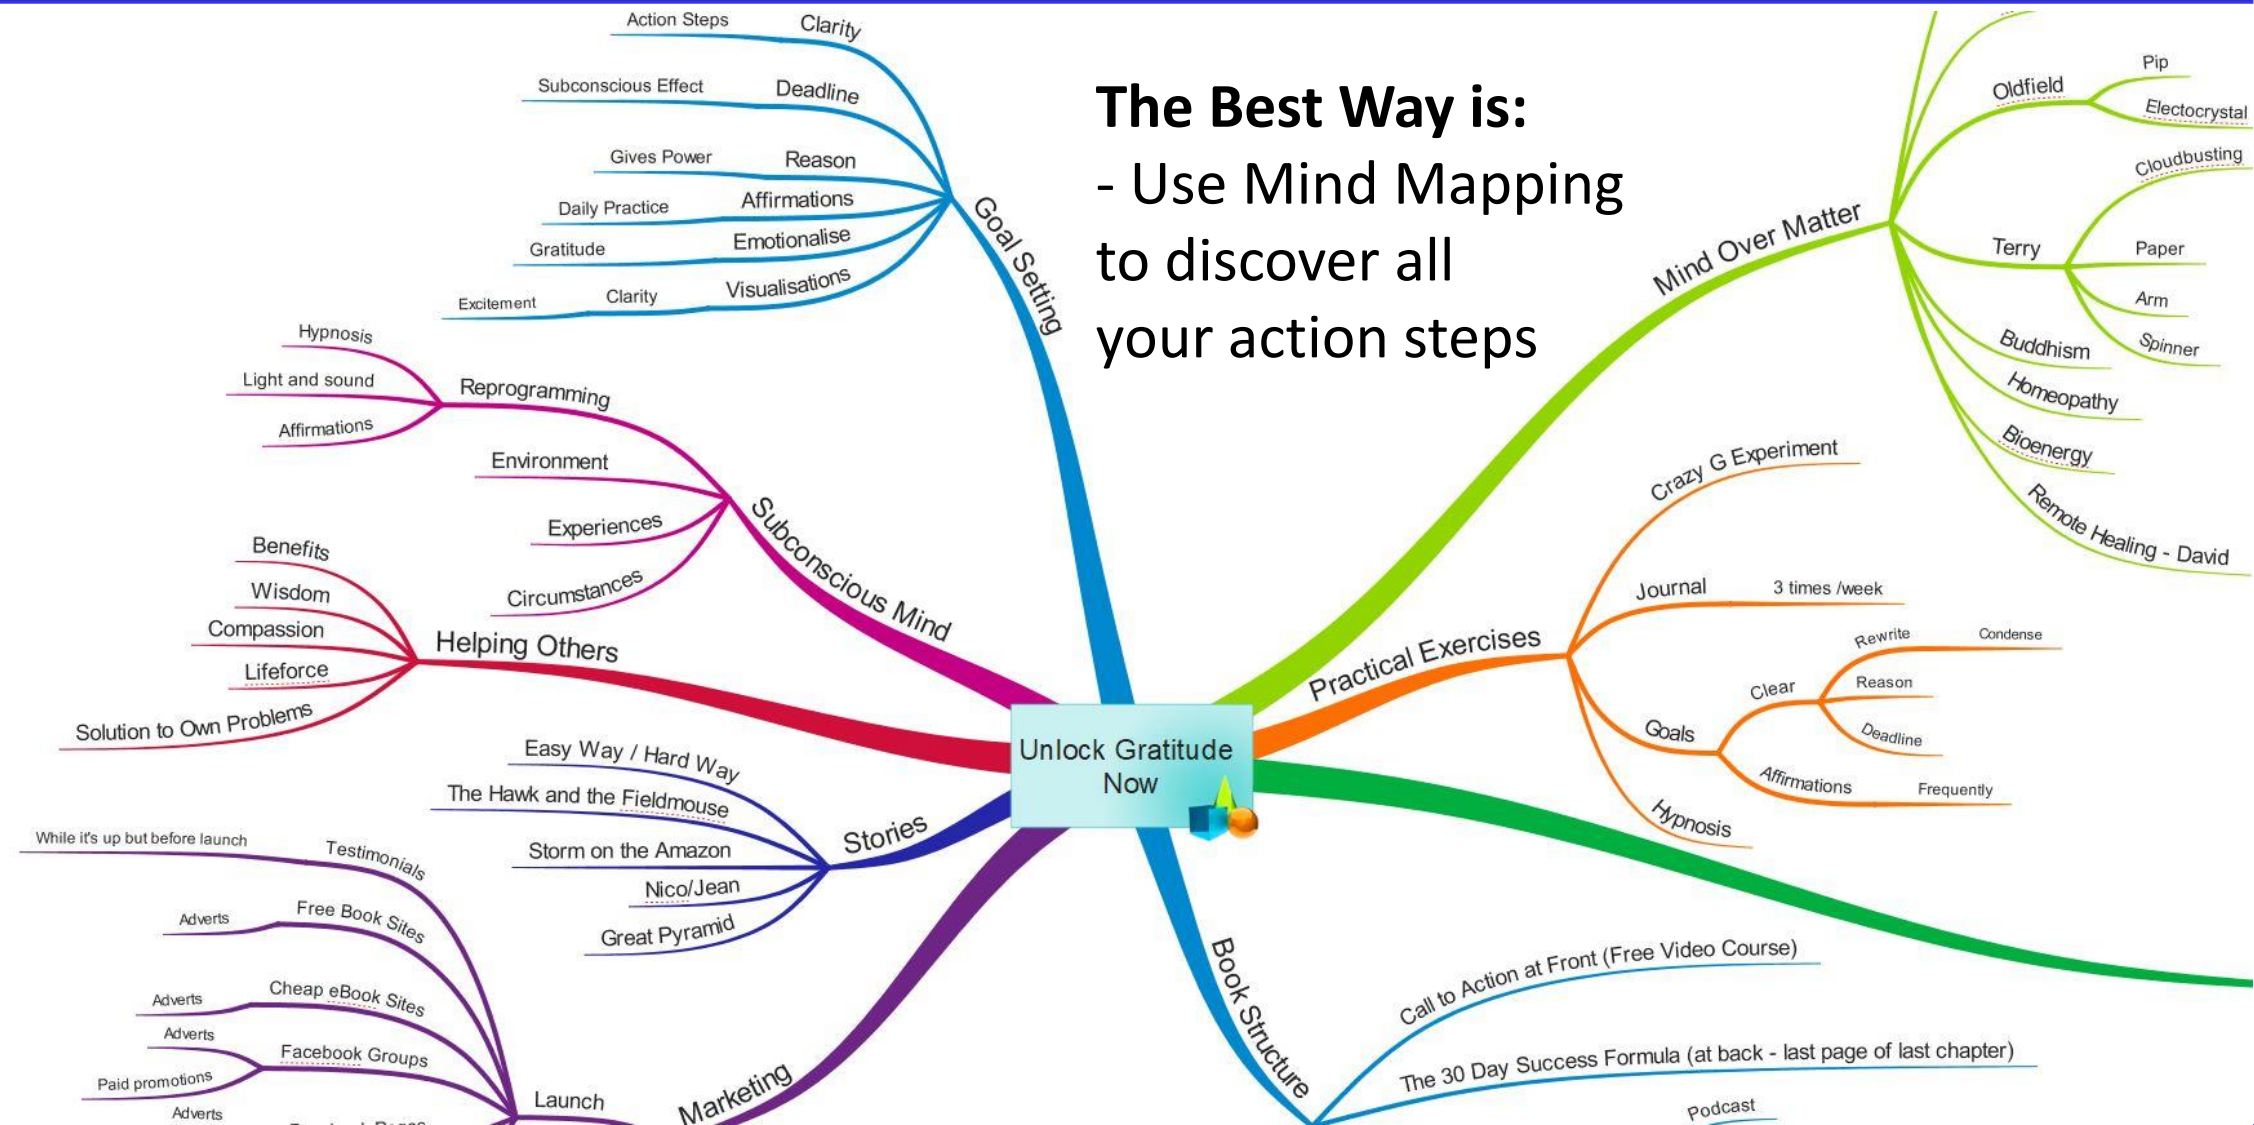 The Best Way is:
- Use Mind Mapping
to discover all
your action steps
Unlock Gratitude
Now
Goal Setting
Clarity
Action Steps
Deadline
Subconscious Effect
Reason
Gives Power
Affirmations
Daily Practice
Emotionalise
Gratitude
Visualisations
Clarity
Excitement
Subconscious Mind
Reprogramming
Hypnosis
Light and sound
Affirmations
Environment
Experiences
Circumstances
Helping Others
Benefits
Wisdom
Compassion
Lifeforce
Solution to Own Problems
Stories
Easy Way / Hard Way
The Hawk and the Fieldmouse
Storm on the Amazon
Nico/Jean
Great Pyramid
Marketing
Launch
Testimonials
While it's up but before launch
Free Book Sites
Adverts
Cheap eBook Sites
Adverts
Facebook Groups
Adverts
Paid promotions
Adverts
Mind Over Matter
Oldfield
Pip
Electocrystal
Terry
Cloudbusting
Paper
Arm
Spinner
Buddhism
Homeopathy
Bioenergy
Remote Healing - David
Practical Exercises
Crazy G Experiment
Journal
3 times /week
Goals
Clear
Rewrite
Condense
Reason
Deadline
Affirmations
Frequently
Hypnosis
Book Structure
Call to Action at Front (Free Video Course)
The 30 Day Success Formula (at back - last page of last chapter)
Podcast